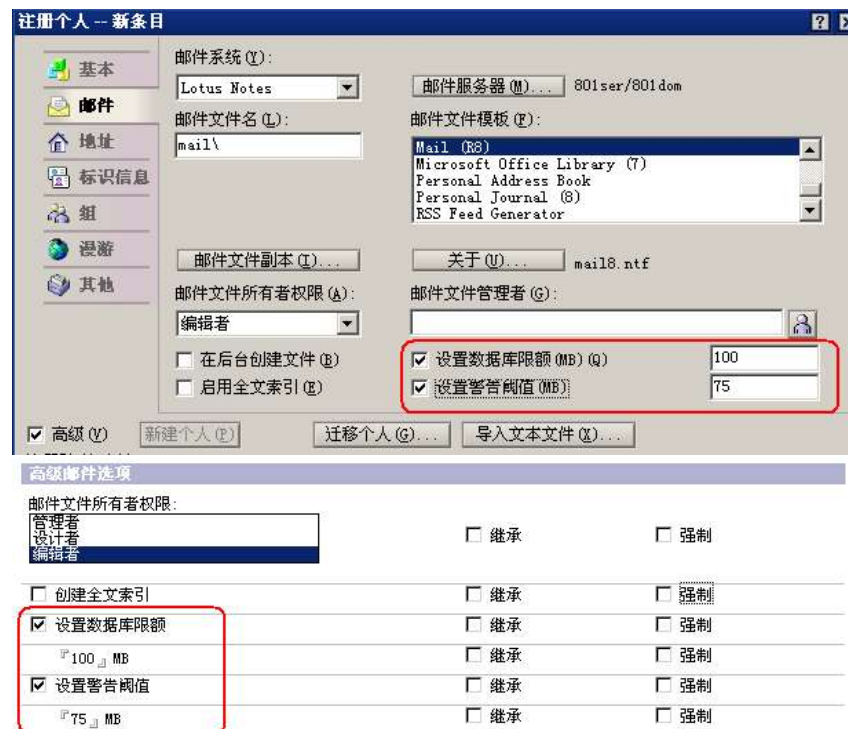 注册个人 -- 新条目
基本
邮件
地址
标识信息
组
漫游
其他
邮件系统(Y):
Lotus Notes
邮件服务器(M)... 801ser/801dom
邮件文件名(L):
mail\
邮件文件模板(P):
Mail (R8)
Microsoft Office Library (7)
Personal Address Book
Personal Journal (8)
RSS Feed Generator
邮件文件副本(I)...
关于(U)... mail8.ntf
邮件文件所有者权限(A):
编辑者
邮件文件管理者(G):
在后台创建文件(B)
设置数据库限额(MB)(Q) 100
启用全文索引(E)
设置警告阈值(MB) 75
高级(V) 新建个人(P) 迁移个人(G)... 导入文本文件(X)...
高级邮件选项
邮件文件所有者权限:
管理者
设计者
编辑者
继承 强制
创建全文索引 继承 强制
设置数据库限额 继承 强制
『100』 MB 继承 强制
设置警告阈值 继承 强制
『75』 MB 继承 强制